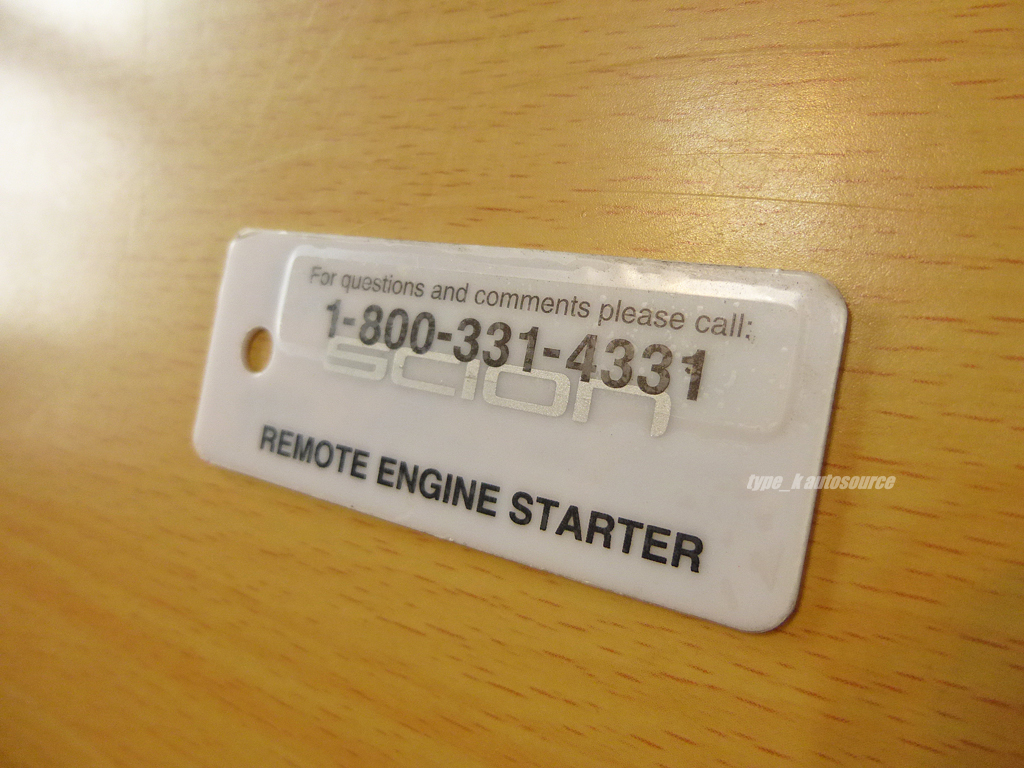 For questions and comments please call:
1-800-331-4331
scion
REMOTE ENGINE STARTER
type_k autosource